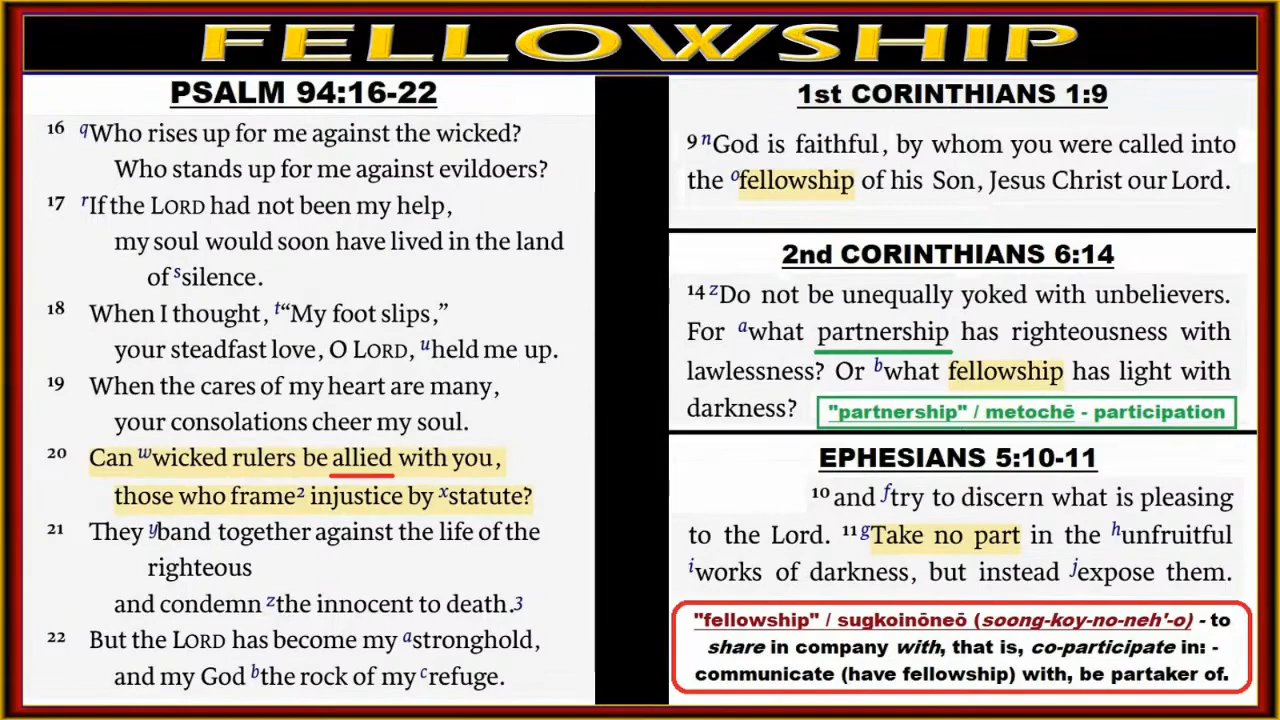 FELLOWSHIP
PSALM 94:16-22
16 qWho rises up for me against the wicked?
Who stands up for me against evildoers?
17 rIf the LORD had not been my help,
my soul would soon have lived in the land
of ssilence.
18 When I thought, t“My foot slips,”
your steadfast love, O LORD, uheld me up.
19 When the cares of my heart are many,
your consolations cheer my soul.
20 Can wwicked rulers be allied with you,
those who frame2 injustice by xstatute?
21 They yband together against the life of the
righteous
and condemn zthe innocent to death.3
22 But the LORD has become my astronghold,
and my God bthe rock of my crefuge.
1st CORINTHIANS 1:9
9 nGod is faithful, by whom you were called into
the ofellowship of his Son, Jesus Christ our Lord.
2nd CORINTHIANS 6:14
14 zDo not be unequally yoked with unbelievers.
For awhat partnership has righteousness with
lawlessness? Or bwhat fellowship has light with
darkness?
"partnership" / metochē - participation
EPHESIANS 5:10-11
10 and ftry to discern what is pleasing
to the Lord. 11 gTake no part in the hunfruitful
iworks of darkness, but instead jexpose them.
"fellowship" / sugkoinōneō (soong-koy-no-neh'-o) - to
share in company with, that is, co-participate in: -
communicate (have fellowship) with, be partaker of.